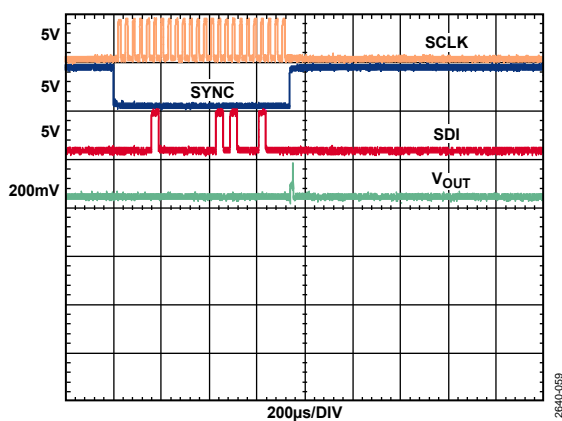 5V
SCLK
5V
SYNC
5V
SDI
200mV
VOUT
200µs/DIV
2640-059